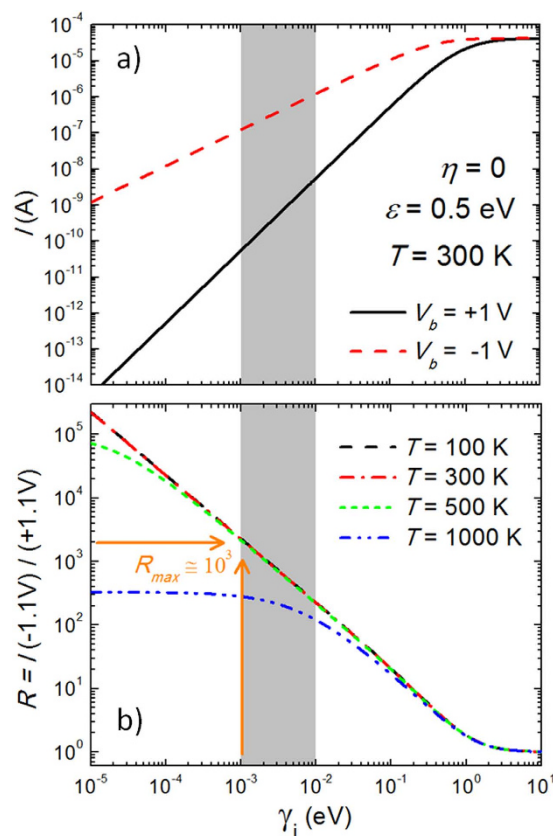 10⁻⁴
10⁻⁵
10⁻⁶
10⁻⁷
10⁻⁸
10⁻⁹
10⁻¹⁰
10⁻¹¹
10⁻¹²
10⁻¹³
10⁻¹⁴
I (A)
a)
η = 0
ε = 0.5 eV
T = 300 K
V_b = +1 V
V_b = -1 V
10⁵
10⁴
10³
10²
10¹
10⁰
R = I (-1.1V) / (+1.1V)
T = 100 K
T = 300 K
T = 500 K
T = 1000 K
R_max ≅ 10³
b)
10⁻⁵ 10⁻⁴ 10⁻³ 10⁻² 10⁻¹ 10⁰ 10¹
γ_i (eV)